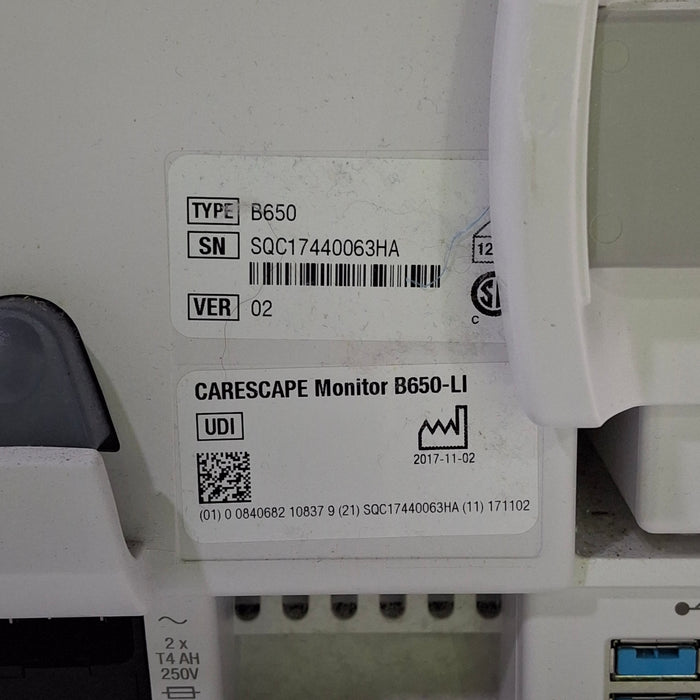 TYPE B650
SN SQC17440063HA
12
VER 02
C
CARESCAPE Monitor B650-LI
UDI
2017-11-02
(01) 0 0840682 10837 9 (21) SQC17440063HA (11) 171102
2 x
T4 AH
250V